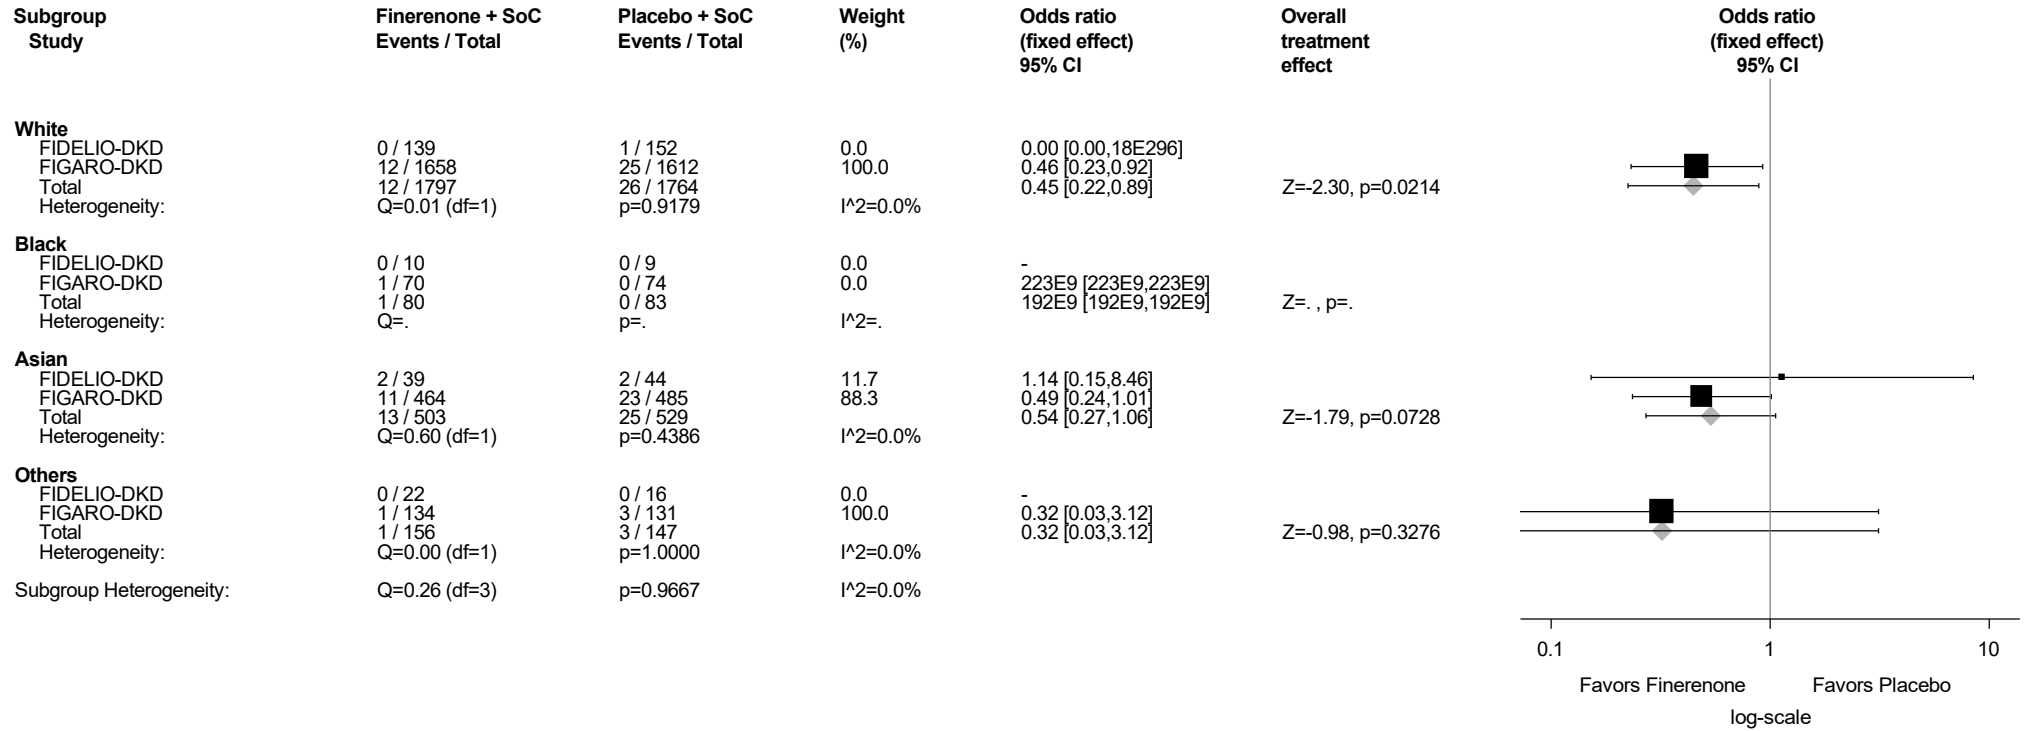 Subgroup Finerenone + SoC Placebo + SoC Weight Odds ratio Overall Odds ratio
Study Events / Total Events / Total (%) (fixed effect) treatment (fixed effect)
95% CI effect 95% CI
White
FIDELIO-DKD 0 / 139 1 / 152 0.0 0.00 [0.00,18E296]
FIGARO-DKD 12 / 1658 25 / 1612 100.0 0.46 [0.23,0.92]
Total 12 / 1797 26 / 1764 0.45 [0.22,0.89] Z=-2.30, p=0.0214
Heterogeneity: Q=0.01 (df=1) p=0.9179 I^2=0.0%
Black
FIDELIO-DKD 0 / 10 0 / 9 0.0 -
FIGARO-DKD 1 / 70 0 / 74 0.0 223E9 [223E9,223E9]
Total 1 / 80 0 / 83 192E9 [192E9,192E9] Z=. , p=.
Heterogeneity: Q=. p=. I^2=.
Asian
FIDELIO-DKD 2 / 39 2 / 44 11.7 1.14 [0.15,8.46]
FIGARO-DKD 11 / 464 23 / 485 88.3 0.49 [0.24,1.01]
Total 13 / 503 25 / 529 0.54 [0.27,1.06] Z=-1.79, p=0.0728
Heterogeneity: Q=0.60 (df=1) p=0.4386 I^2=0.0%
Others
FIDELIO-DKD 0 / 22 0 / 16 0.0 -
FIGARO-DKD 1 / 134 3 / 131 100.0 0.32 [0.03,3.12]
Total 1 / 156 3 / 147 0.32 [0.03,3.12] Z=-0.98, p=0.3276
Heterogeneity: Q=0.00 (df=1) p=1.0000 I^2=0.0%
Subgroup Heterogeneity: Q=0.26 (df=3) p=0.9667 I^2=0.0%
0.1 1 10
Favors Finerenone Favors Placebo
log-scale